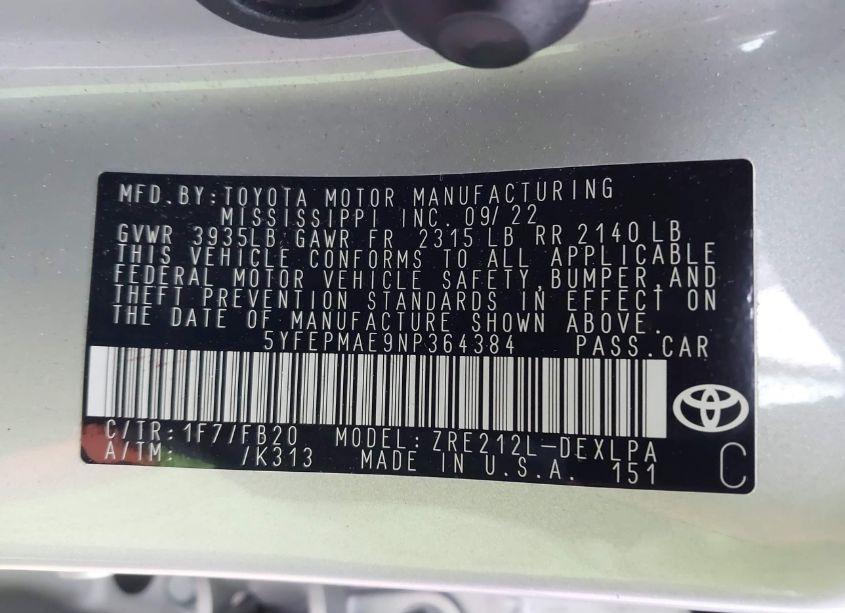 MFD.BY:TOYOTA MOTOR MANUFACTURING
MISSISSIPPI INC. 09/22
GVWR 3935LB GAWR FR 2315 LB RR 2140 LB
THIS VEHICLE CONFORMS TO ALL APPLICABLE
FEDERAL MOTOR VEHICLE SAFETY,BUMPER,AND
THEFT PREVENTION STANDARDS IN EFFECT ON
THE DATE OF MANUFACTURE SHOWN ABOVE.
5YFEPMAE9NP364384 PASS.CAR
C/TR: 1F7/FB20 MODEL: ZRE212L-DEXLPA
A/TM: /K313 MADE IN U.S.A. 151
C